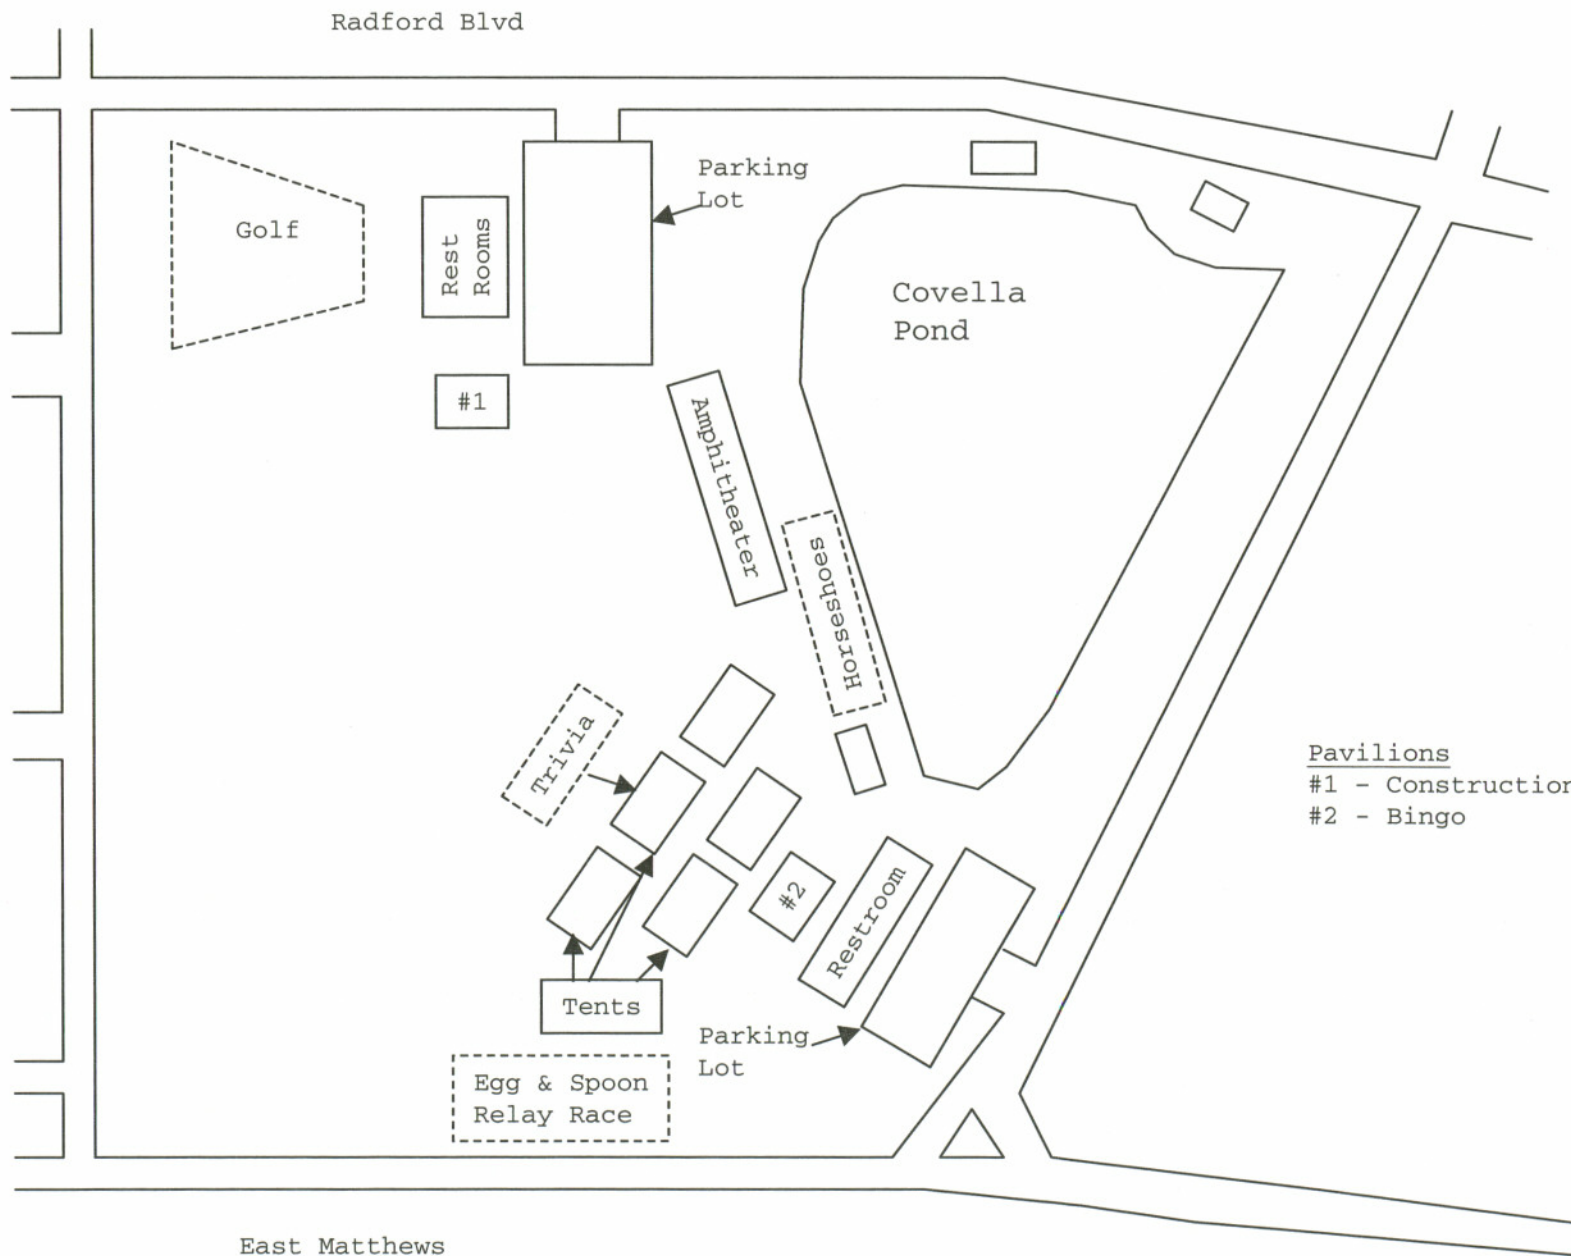 Radford Blvd
Parking
Lot
Golf
Rest
Rooms
Covella
Pond
#1
Amphitheater
Horseshoes
Trivia
Pavilions
#1 - Construction
#2 - Bingo
#2
Restroom
Tents
Parking
Lot
Egg & Spoon
Relay Race
East Matthews